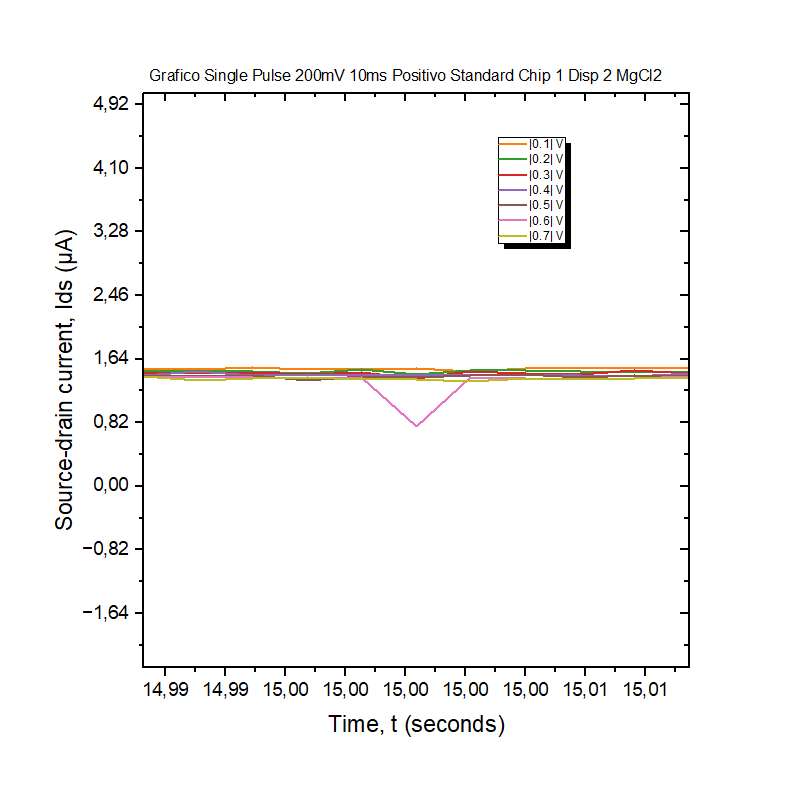 Grafico Single Pulse 200mV 10ms Positivo Standard Chip 1 Disp 2 MgCl2
4,92
4,10
3,28
2,46
1,64
0,82
0,00
−0,82
−1,64
Source-drain current, Ids (µA)
|0.1| V
|0.2| V
|0.3| V
|0.4| V
|0.5| V
|0.6| V
|0.7| V
14,99 14,99 15,00 15,00 15,00 15,00 15,00 15,01 15,01
Time, t (seconds)